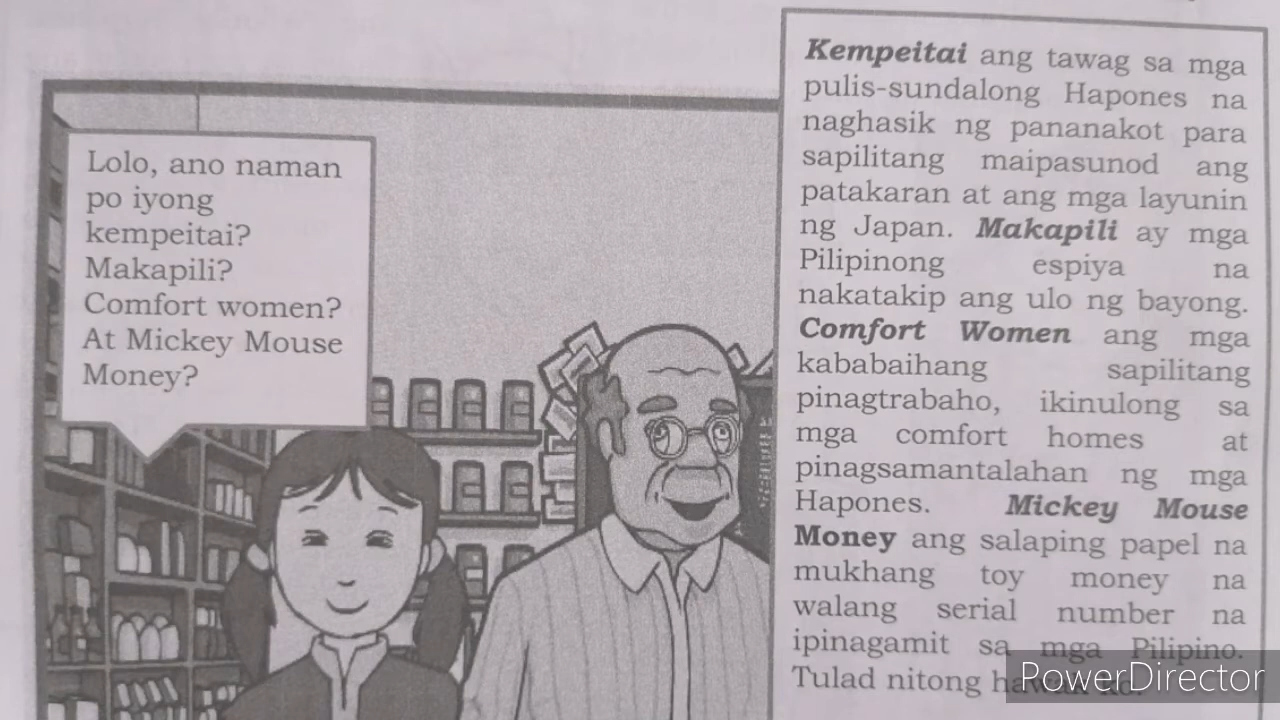 Lolo, ano naman
po iyong
kempeitai?
Makapili?
Comfort women?
At Mickey Mouse
Money?
Kempeitai ang tawag sa mga
pulis-sundalong Hapones na
naghasik ng pananakot para
sapilitang maipasunod ang
patakaran at ang mga layunin
ng Japan. Makapili ay mga
Pilipinong espiya na
nakatakip ang ulo ng bayong.
Comfort Women ang mga
kababaihang sapilitang
pinagtrabaho, ikinulong sa
mga comfort homes at
pinagsamantalahan ng mga
Hapones. Mickey Mouse
Money ang salaping papel na
mukhang toy money na
walang serial number na
ipinagamit sa mga Pilipino.
Tulad nitong
PowerDirector